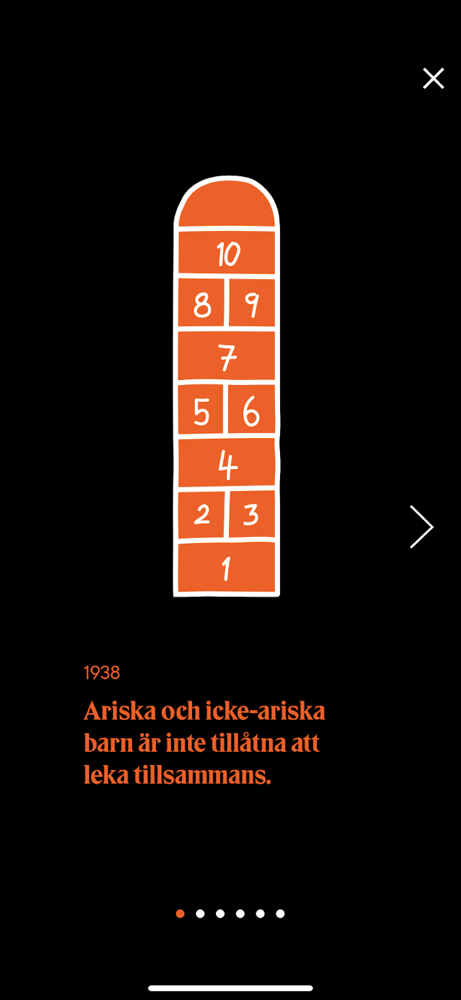 10
8 9
7
5 6
4
2 3
1
1938
Ariska och icke-ariska
barn är inte tillåtna att
leka tillsammans.